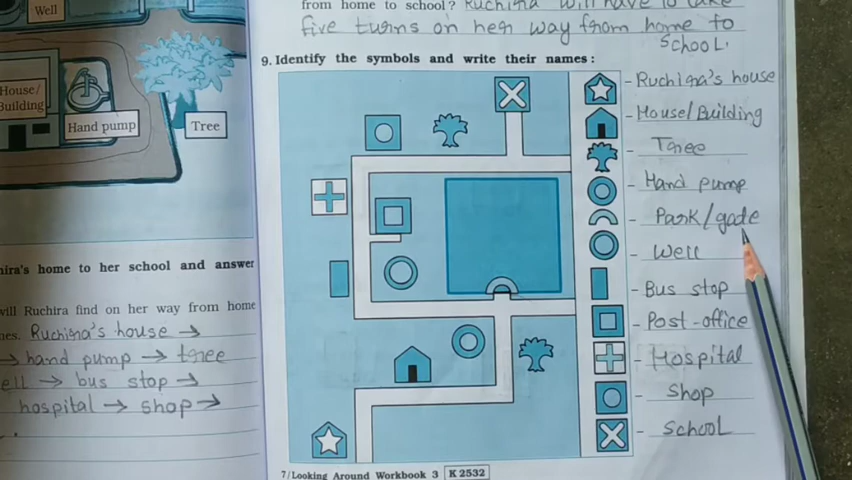 Well
House/
Building
Hand pump
Tree
hira's home to her school and answer
will Ruchira find on her way from home
nes. Ruchira's house →
→ hand pump → tree
ell → bus stop →
hospital → shop →
from home to school? Ruchira will have to take
five turns on her way from home to
School.
9. Identify the symbols and write their names :
- Ruchira's house
- House/Building
- Tree
- Hand pump
- Park/gate
- Well
- Bus stop
- Post-office
- Hospital
- Shop
- School
7/Looking Around Workbook 3 K 2532